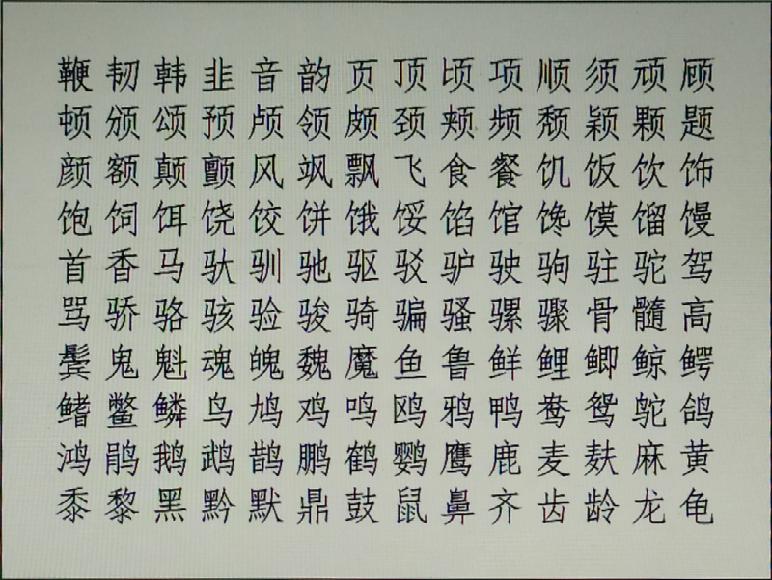 鞭 韧 韩 韭 音 韵 页 顶 顷 项 顺 须 顽 顾
顿 颁 颂 预 颅 领 颇 颈 颊 频 颓 颖 颗 题
颜 额 颠 颤 风 飒 飘 飞 食 餐 饥 饭 饮 饰
饱 饲 饵 饶 饺 饼 饿 馁 馅 馆 馋 馍 馏 馒
首 香 马 驮 驯 驰 驱 驳 驴 驶 驹 驻 驼 驾
骂 骄 骆 骇 验 骏 骑 骗 骚 骡 骤 骨 髓 高
鬓 鬼 魁 魂 魄 魏 魔 鱼 鲁 鲜 鲤 鲫 鲸 鳄
鳍 鳖 鳞 鸟 鸠 鸡 鸣 鸥 鸦 鸭 鸯 鸳 鸵 鸽
鸿 鹃 鹅 鹉 鹊 鹏 鹤 鹦 鹰 鹿 麦 麸 麻 黄
黍 黎 黑 黔 默 鼎 鼓 鼠 鼻 齐 齿 龄 龙 龟